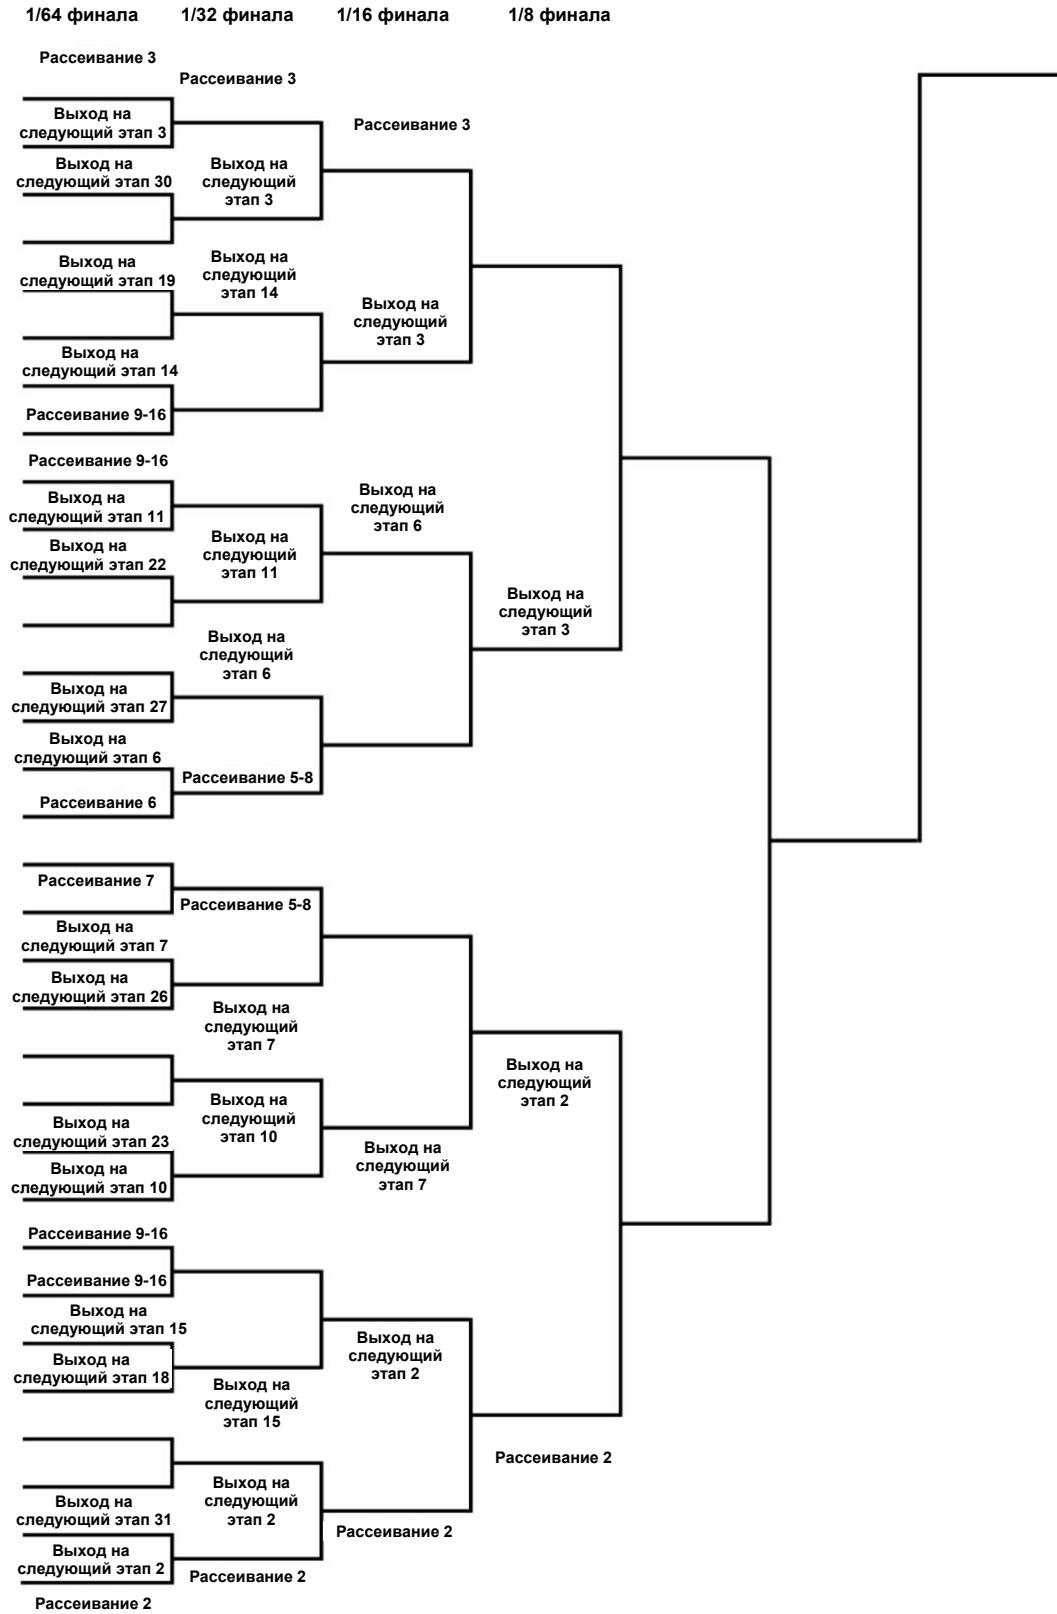 1/64 финала
1/32 финала
1/16 финала
1/8 финала
Рассеивание 3
Выход на
следующий этап 3
Выход на
следующий этап 30
Выход на
следующий этап 19
Выход на
следующий этап 14
Рассеивание 9-16
Рассеивание 9-16
Выход на
следующий этап 11
Выход на
следующий этап 22
Выход на
следующий этап 27
Выход на
следующий этап 6
Рассеивание 6
Рассеивание 7
Выход на
следующий этап 7
Выход на
следующий этап 26
Выход на
следующий этап 23
Выход на
следующий этап 10
Рассеивание 9-16
Рассеивание 9-16
Выход на
следующий этап 15
Выход на
следующий этап 18
Выход на
следующий этап 31
Выход на
следующий этап 2
Рассеивание 2
Рассеивание 3
Выход на
следующий
этап 3
Выход на
следующий
этап 14
Выход на
следующий
этап 11
Выход на
следующий
этап 6
Рассеивание 5-8
Рассеивание 5-8
Выход на
следующий
этап 7
Выход на
следующий
этап 10
Выход на
следующий
этап 15
Выход на
следующий
этап 2
Рассеивание 2
Рассеивание 3
Выход на
следующий
этап 3
Выход на
следующий
этап 6
Выход на
следующий
этап 7
Выход на
следующий
этап 2
Рассеивание 2
Выход на
следующий
этап 3
Выход на
следующий
этап 2
Рассеивание 2